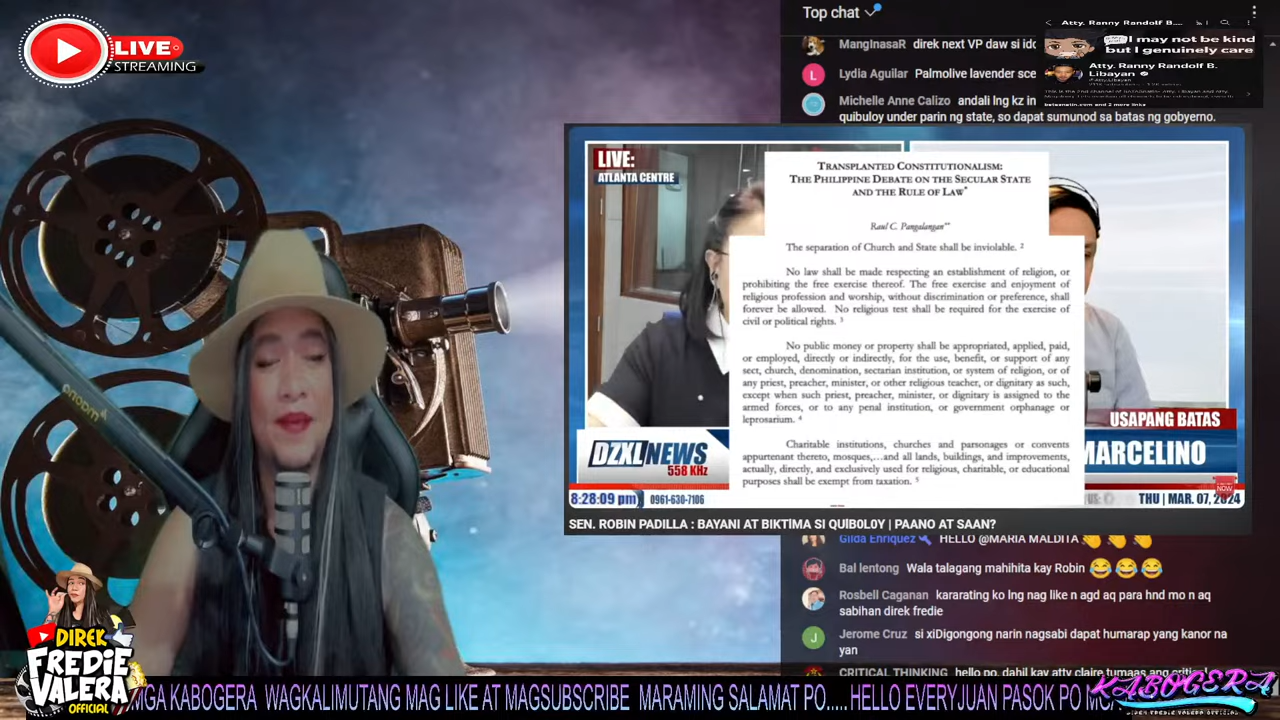 LIVE
STREAMING
Top chat
Atty. Ranny Randolf B....
I may not be kind
but I genuinely care
Atty. Ranny Randolf B.
Libayan
batasnatin.com and 2 more links
MangInasaR direk next VP daw si ido
Lydia Aguilar Palmolive lavender sce
Michelle Anne Calizo andali lng kz in
quibuloy under parin ng state, so dapat sumunod sa batas ng gobyerno.
LIVE:
ATLANTA CENTRE
TRANSPLANTED CONSTITUTIONALISM:
THE PHILIPPINE DEBATE ON THE SECULAR STATE
AND THE RULE OF LAW*
Raul C. Pangalangan**
The separation of Church and State shall be inviolable. 2
No law shall be made respecting an establishment of religion, or
prohibiting the free exercise thereof. The free exercise and enjoyment of
religious profession and worship, without discrimination or preference, shall
forever be allowed. No religious test shall be required for the exercise of
civil or political rights. 3
No public money or property shall be appropriated, applied, paid,
or employed, directly or indirectly, for the use, benefit, or support of any
sect, church, denomination, sectarian institution, or system of religion, or of
any priest, preacher, minister, or other religious teacher, or dignitary as such,
except when such priest, preacher, minister, or dignitary is assigned to the
armed forces, or to any penal institution, or government orphanage or
leprosarium. 4
Charitable institutions, churches and parsonages or convents
appurtenant thereto, mosques,...and all lands, buildings, and improvements,
actually, directly, and exclusively used for religious, charitable, or educational
purposes shall be exempt from taxation. 5
DZXL NEWS
558 KHz
USAPANG BATAS
MARCELINO
8:28:09 pm
0961-630-7106
THU | MAR. 07, 2024
SEN. ROBIN PADILLA : BAYANI AT BIKTIMA SI QUIB0L0Y | PAANO AT SAAN?
Gilda Enriquez HELLO @MARIA MALDITA
Bal lentong Wala talagang mahihita kay Robin
Rosbell Caganan kararating ko lng nag like n agd aq para hnd mo n aq
sabihan direk fredie
Jerome Cruz si xiDigongong narin nagsabi dapat humarap yang kanor na
yan
CRITICAL THINKING hello po, dahil kay atty claire tumaas ang critical
DIREK
FREDIE
VALERA
OFFICIAL
MGA KABOGERA WAGKALIMUTANG MAG LIKE AT MAGSUBSCRIBE MARAMING SALAMAT PO..... HELLO EVERYJUAN PASOK PO
KABOGERA